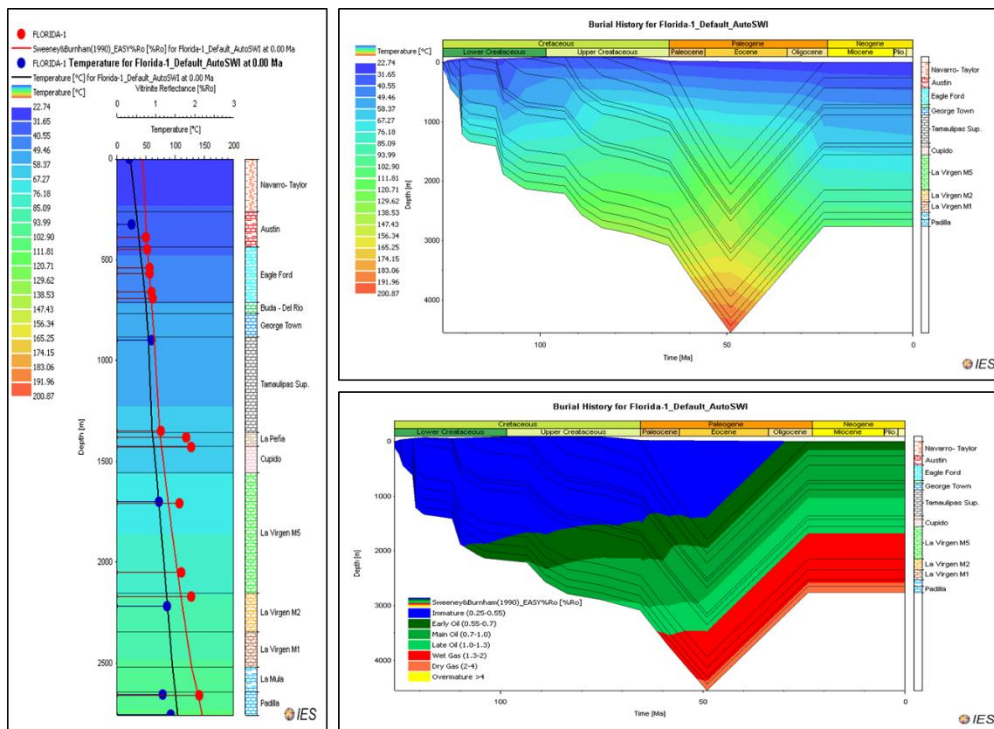 FLORIDA-1
Sweeney&Burnham(1990)_EASY%Ro [%Ro] for Florida-1_Default_AutoSWI at 0.00 Ma
FLORIDA-1 Temperature for Florida-1_Default_AutoSWI at 0.00 Ma
Temperature [°C] for Florida-1_Default_AutoSWI at 0.00 Ma
Temperature [°C]
Vitrinite Reflectance [%Ro]
0 1 2 3
Temperature [°C]
0 50 100 150 200
22.74
31.65
40.55
49.46
58.37
67.27
76.18
85.09
93.99
102.90
111.81
120.71
129.62
138.53
147.43
156.34
165.25
174.15
183.06
191.96
200.87
Depth [m]
0
500
1000
1500
2000
2500
Navarro- Taylor
Austin
Eagle Ford
Buda - Del Rio
George Town
Tamaulipas Sup.
La Peña
Cupido
La Virgen M5
La Virgen M2
La Virgen M1
La Mula
Padilla
IES
Burial History for Florida-1_Default_AutoSWI
Cretaceous Paleogene Neogene
Lower Cretaceous Upper Creataceous Paleocene Eocene Oligocene Miocene Plio.
Temperature [°C]
22.74
31.65
40.55
49.46
58.37
67.27
76.18
85.09
93.99
102.90
111.81
120.71
129.62
138.53
147.43
156.34
165.25
174.15
183.06
191.96
200.87
Depth [m]
0
1000
2000
3000
4000
Navarro- Taylor
Austin
Eagle Ford
George Town
Tamaulipas Sup.
Cupido
La Virgen M5
La Virgen M2
La Virgen M1
Padilla
100 50 0
Time [Ma]
IES
Burial History for Florida-1_Default_AutoSWI
Cretaceous Paleogene Neogene
Lower Cretaceous Upper Creataceous Paleocene Eocene Oligocene Miocene Plio.
Depth [m]
0
1000
2000
3000
4000
Navarro- Taylor
Austin
Eagle Ford
George Town
Tamaulipas Sup.
Cupido
La Virgen M5
La Virgen M2
La Virgen M1
Padilla
Sweeney&Burnham(1990)_EASY%Ro [%Ro]
Immature (0.25-0.55)
Early Oil (0.55-0.7)
Main Oil (0.7-1.0)
Late Oil (1.0-1.3)
Wet Gas (1.3-2)
Dry Gas (2-4)
Overmature >4
100 50 0
Time [Ma]
IES